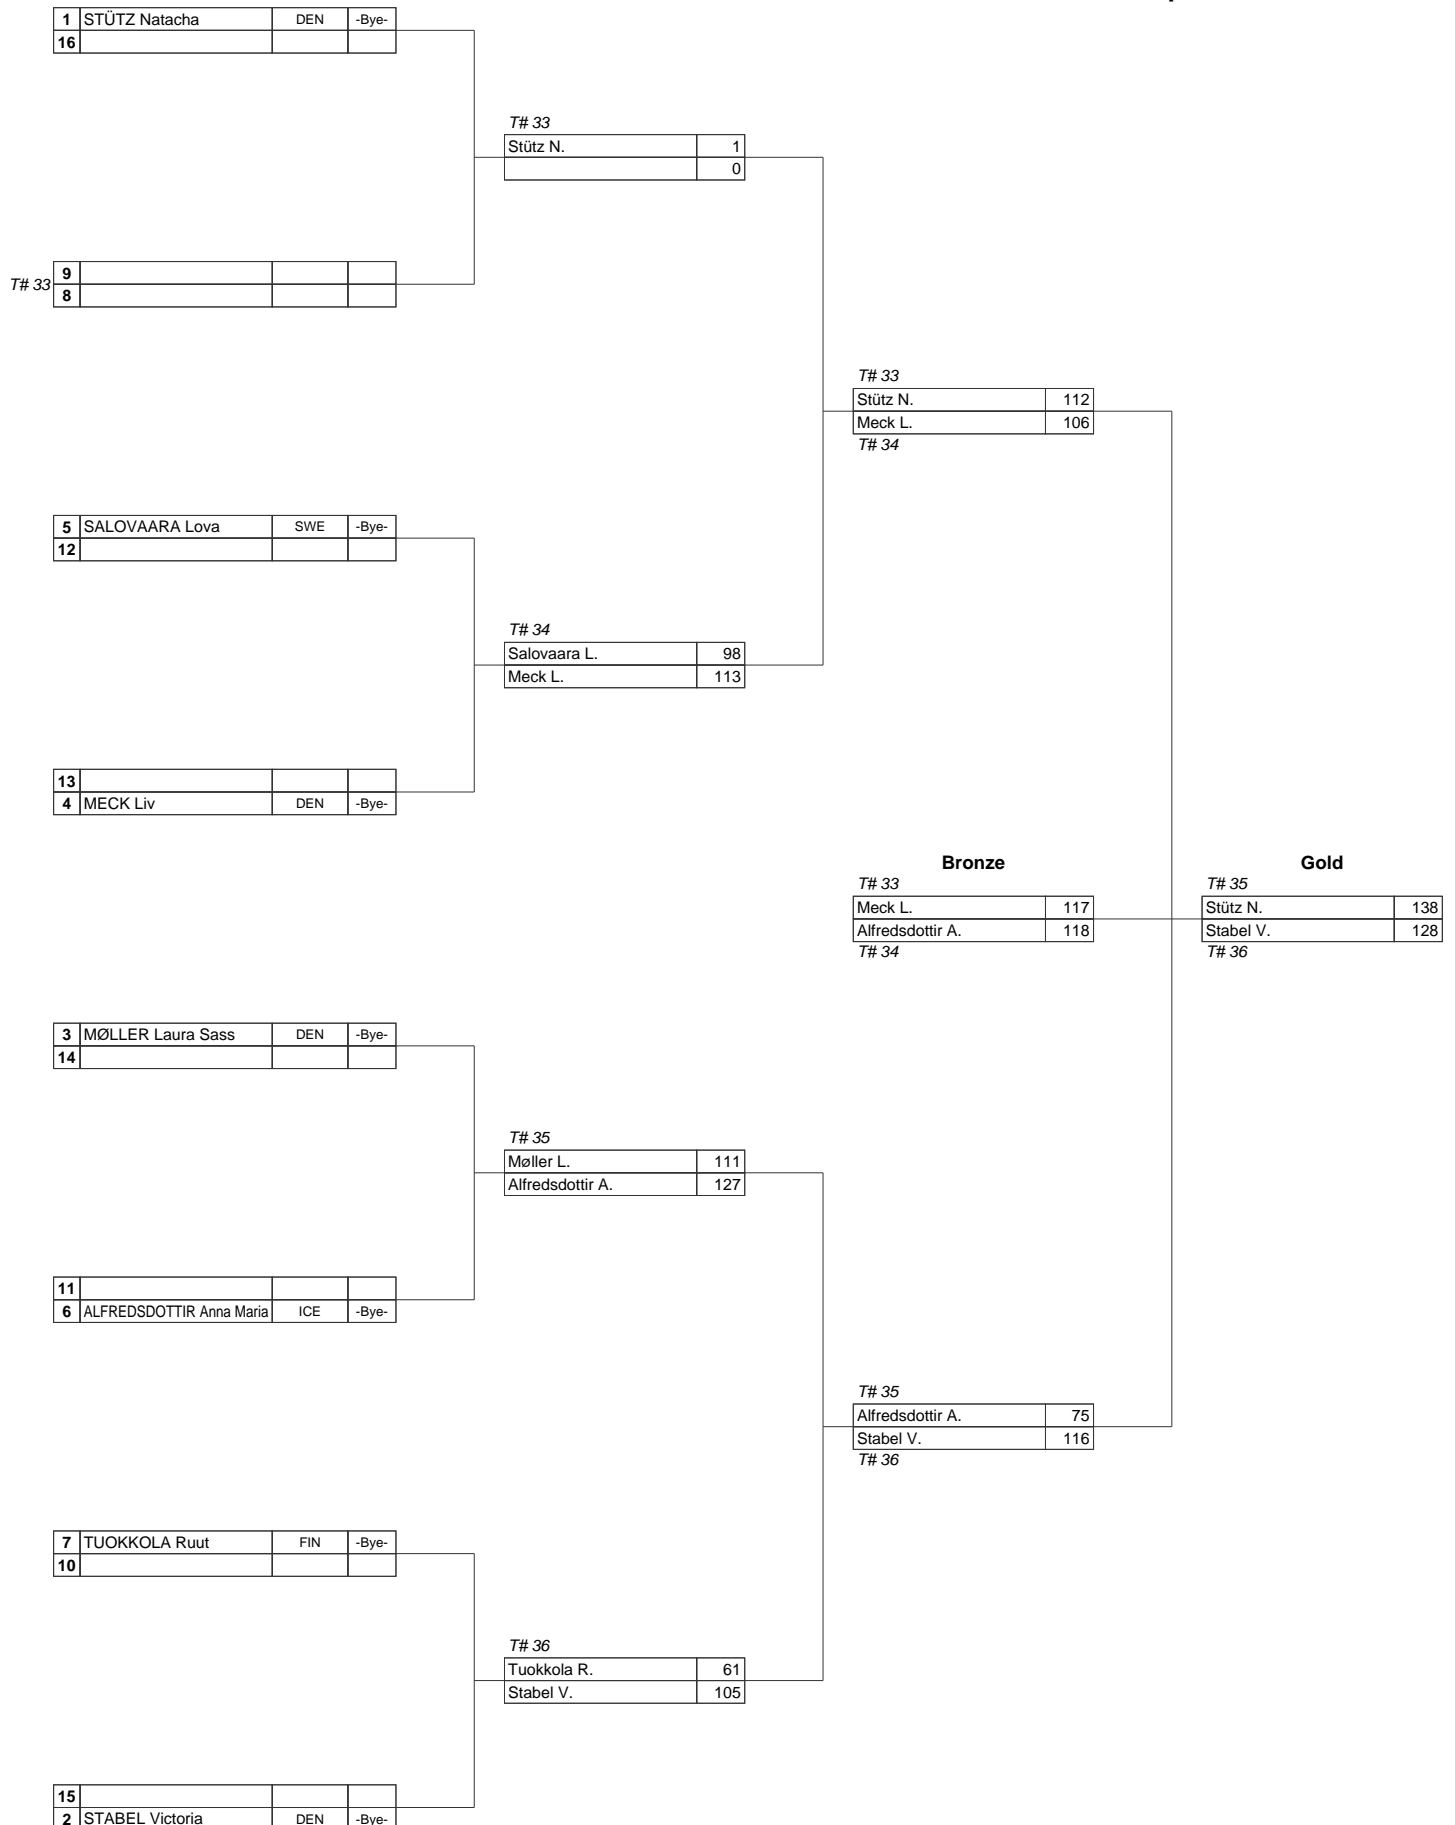 1 STÜTZ Natacha DEN -Bye-
16
T# 33
Stütz N. 1
0
9
T# 33
8
T# 33
Stütz N. 112
Meck L. 106
T# 34
5 SALOVAARA Lova SWE -Bye-
12
T# 34
Salovaara L. 98
Meck L. 113
13
4 MECK Liv DEN -Bye-
Bronze Gold
T# 33 T# 35
Meck L. 117 Stütz N. 138
Alfredsdottir A. 118 Stabel V. 128
T# 34 T# 36
3 MØLLER Laura Sass DEN -Bye-
14
T# 35
Møller L. 111
Alfredsdottir A. 127
11
6 ALFREDSDOTTIR Anna Maria ICE -Bye-
T# 35
Alfredsdottir A. 75
Stabel V. 116
T# 36
7 TUOKKOLA Ruut FIN -Bye-
10
T# 36
Tuokkola R. 61
Stabel V. 105
15
2 STABEL Victoria DEN -Bye-